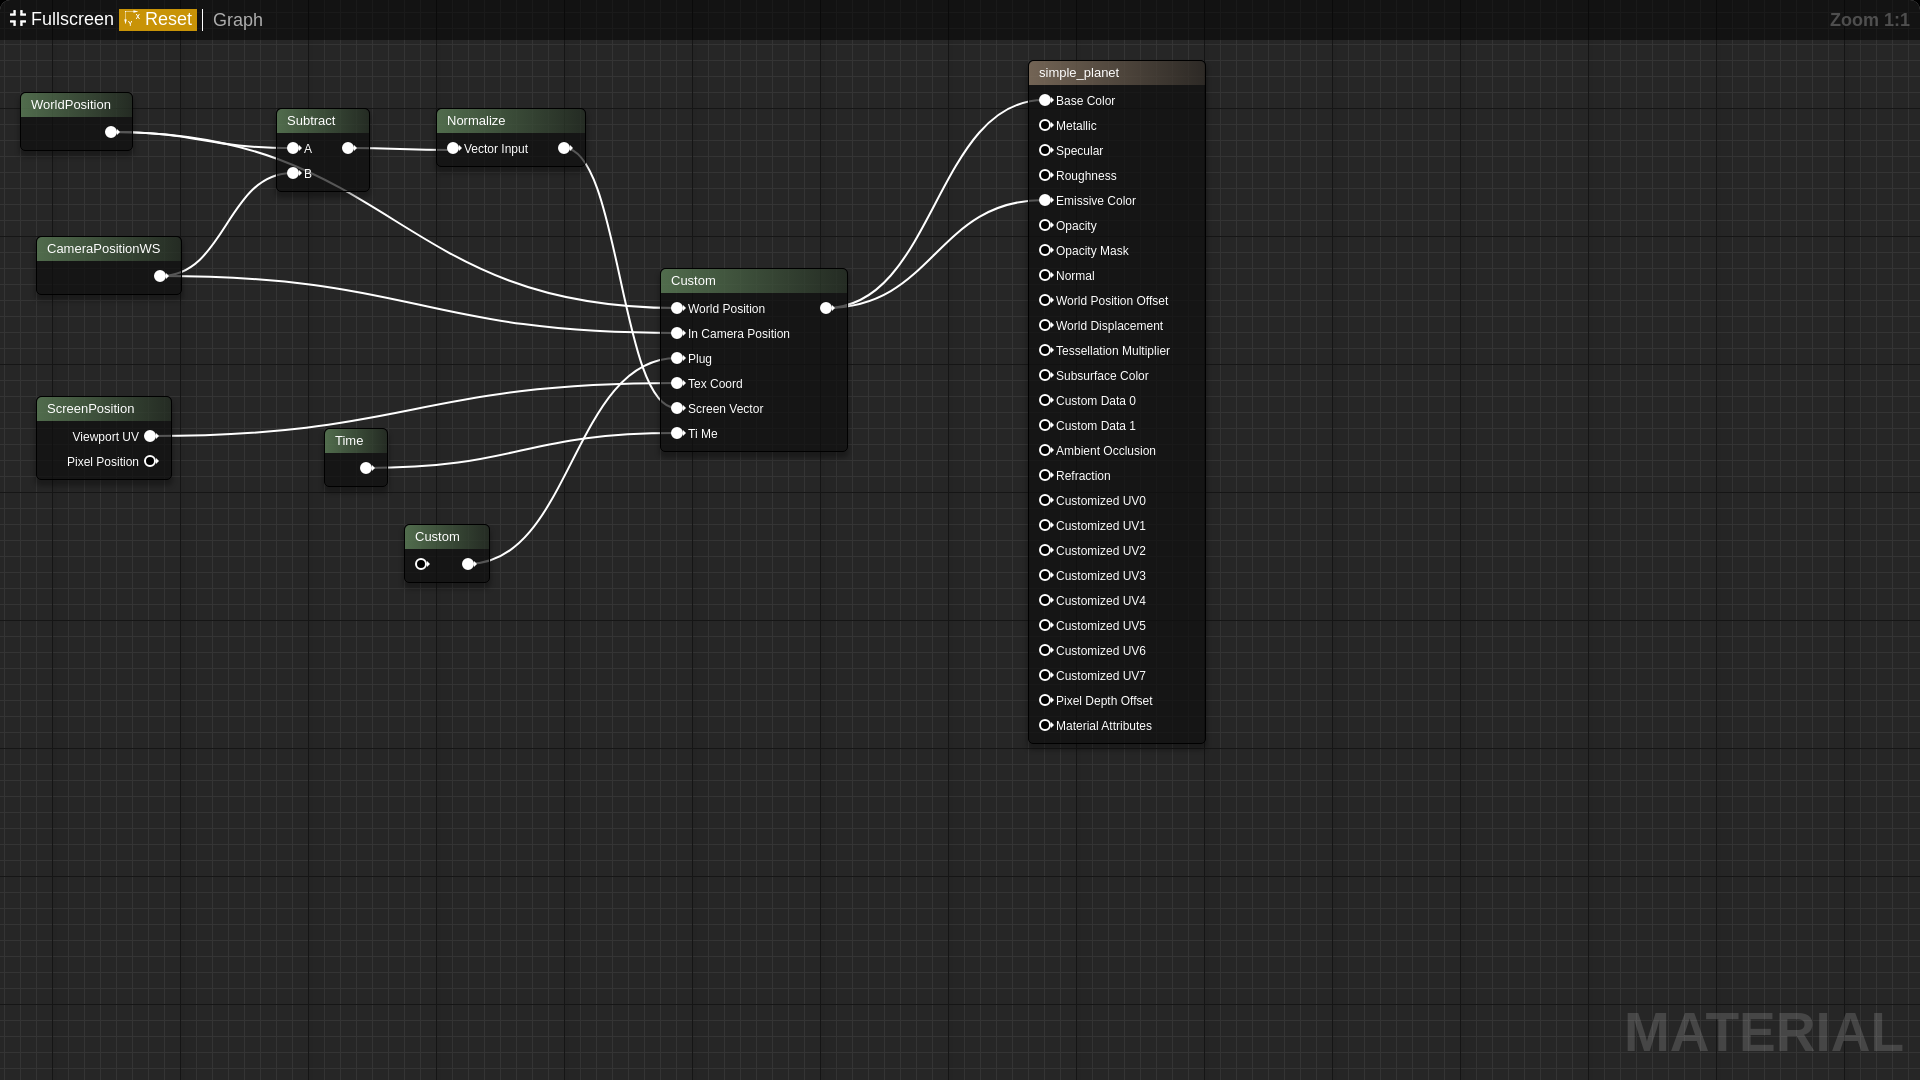 Fullscreen Reset Graph
Zoom 1:1
WorldPosition
Subtract
A
B
Normalize
Vector Input
CameraPositionWS
ScreenPosition
Viewport UV
Pixel Position
Time
Custom
Custom
World Position
In Camera Position
Plug
Tex Coord
Screen Vector
Ti Me
simple_planet
Base Color
Metallic
Specular
Roughness
Emissive Color
Opacity
Opacity Mask
Normal
World Position Offset
World Displacement
Tessellation Multiplier
Subsurface Color
Custom Data 0
Custom Data 1
Ambient Occlusion
Refraction
Customized UV0
Customized UV1
Customized UV2
Customized UV3
Customized UV4
Customized UV5
Customized UV6
Customized UV7
Pixel Depth Offset
Material Attributes
MATERIAL